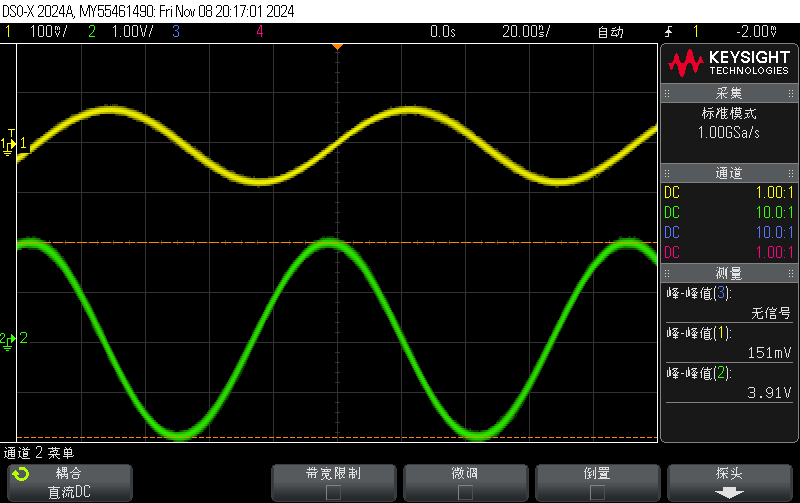 DSO-X 2024A, MY55461490: Fri Nov 08 20:17:01 2024
1 100%/ 2 1.00V/ 3 4 0.0s 20.00%/ 自动 1 -2.00%
KEYSIGHT
TECHNOLOGIES
采集
标准模式
1.00GSa/s
通道
DC 1.00:1
DC 10.0:1
DC 10.0:1
DC 1.00:1
测量
峰-峰值(3):
无信号
峰-峰值(1):
151mV
峰-峰值(2):
3.91V
T
1 1
2 2
通道 2 菜单
耦合
直流DC
带宽限制
微调
倒置
探头